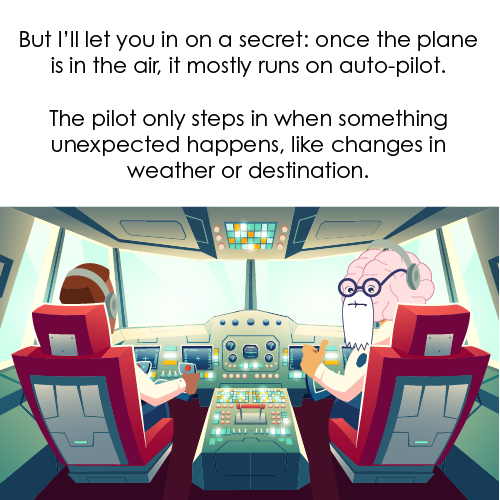 But I'll let you in on a secret: once the plane
is in the air, it mostly runs on auto-pilot.
The pilot only steps in when something
unexpected happens, like changes in
weather or destination.